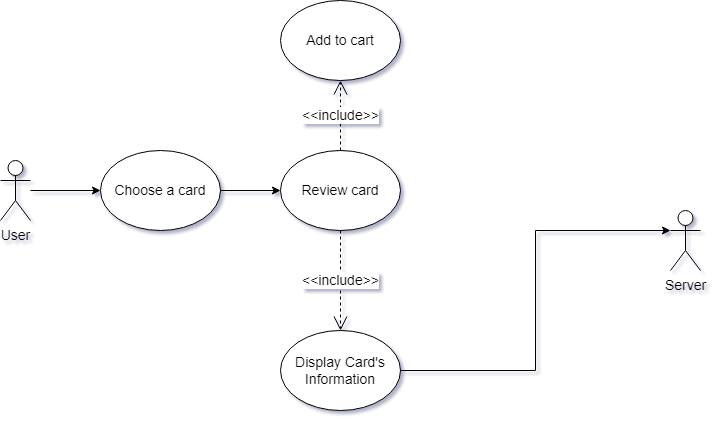 Add to cart
<<include>>
Choose a card
Review card
User
<<include>>
Server
Display Card's
Information